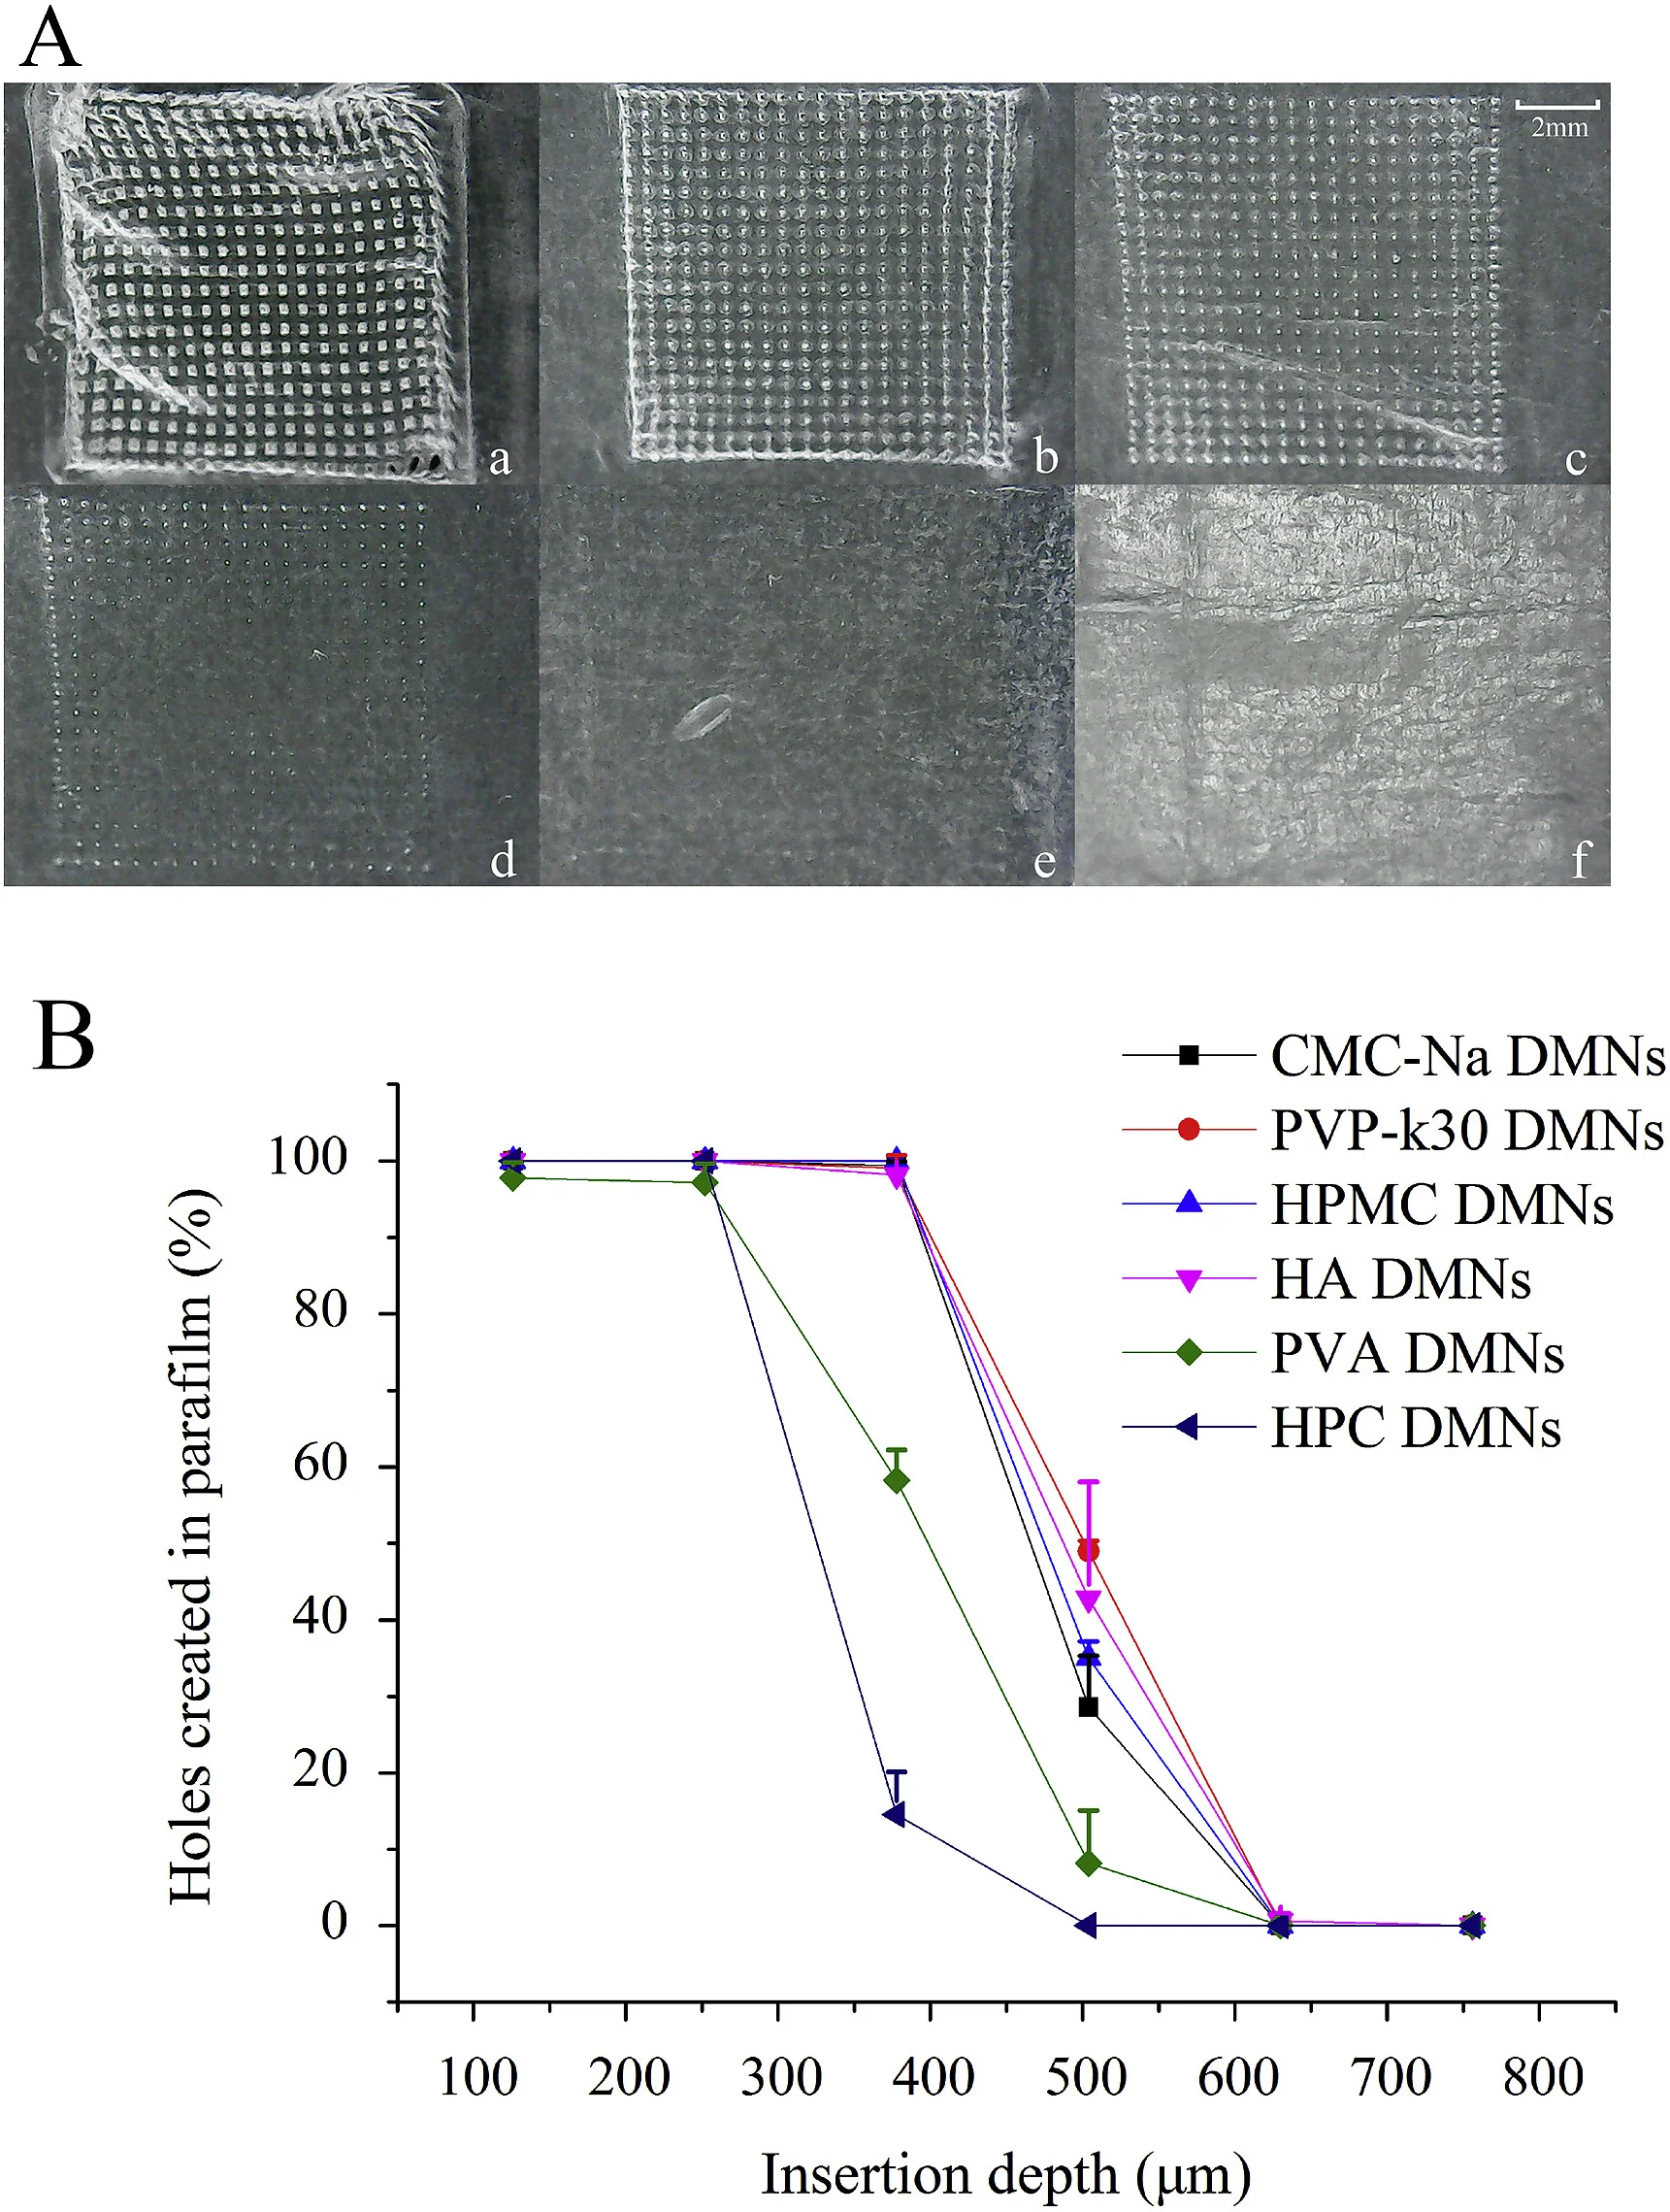 A
2mm
a
b
c
d
e
f
B
CMC-Na DMNs
PVP-k30 DMNs
HPMC DMNs
HA DMNs
PVA DMNs
HPC DMNs
Holes created in parafilm (%)
100
80
60
40
20
0
100 200 300 400 500 600 700 800
Insertion depth (μm)